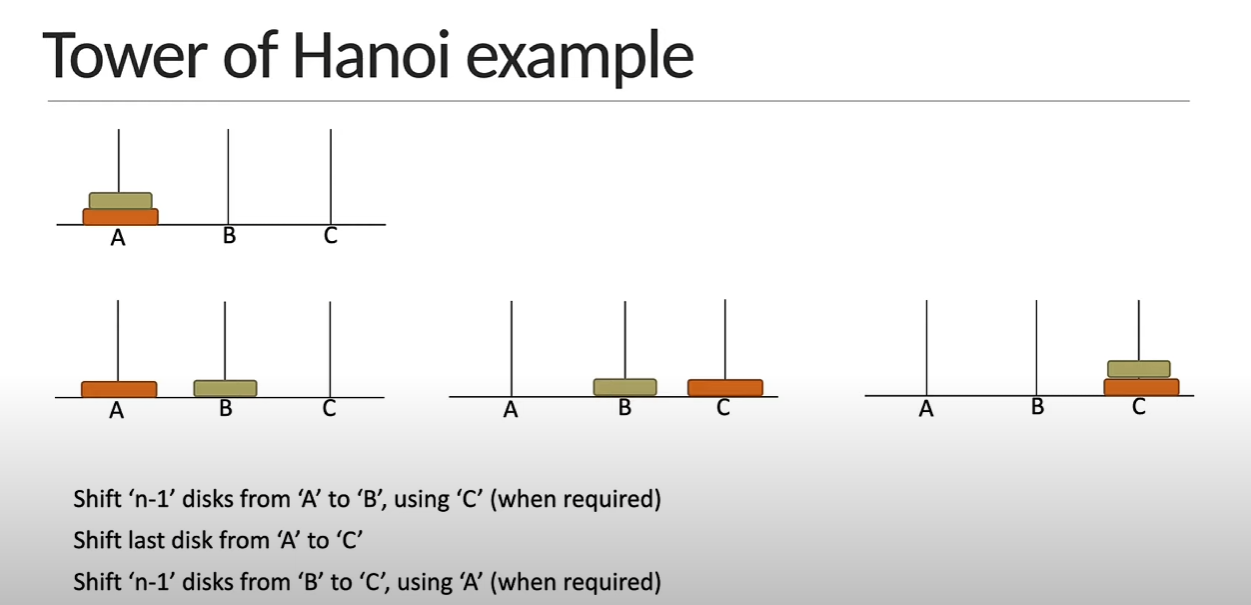 Tower of Hanoi example
A B C
A B C
A B C
A B C
Shift ‘n-1’ disks from ‘A’ to ‘B’, using ‘C’ (when required)
Shift last disk from ‘A’ to ‘C’
Shift ‘n-1’ disks from ‘B’ to ‘C’, using ‘A’ (when required)